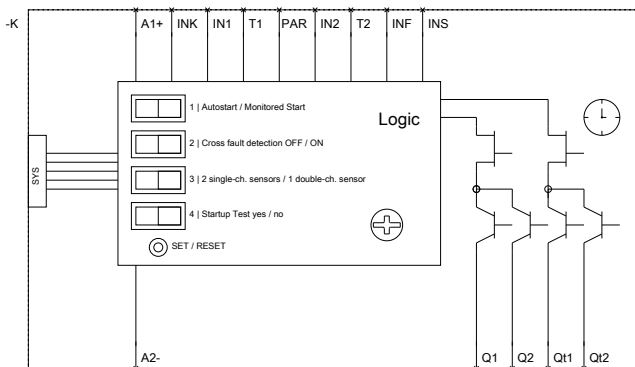 -K A1+ INK IN1 T1 PAR IN2 T2 INF INS
1 | Autostart / Monitored Start
Logic
2 | Cross fault detection OFF / ON
SYS
3 | 2 single-ch. sensors / 1 double-ch. sensor
4 | Startup Test yes / no
SET / RESET
A2- Q1 Q2 Qt1 Qt2